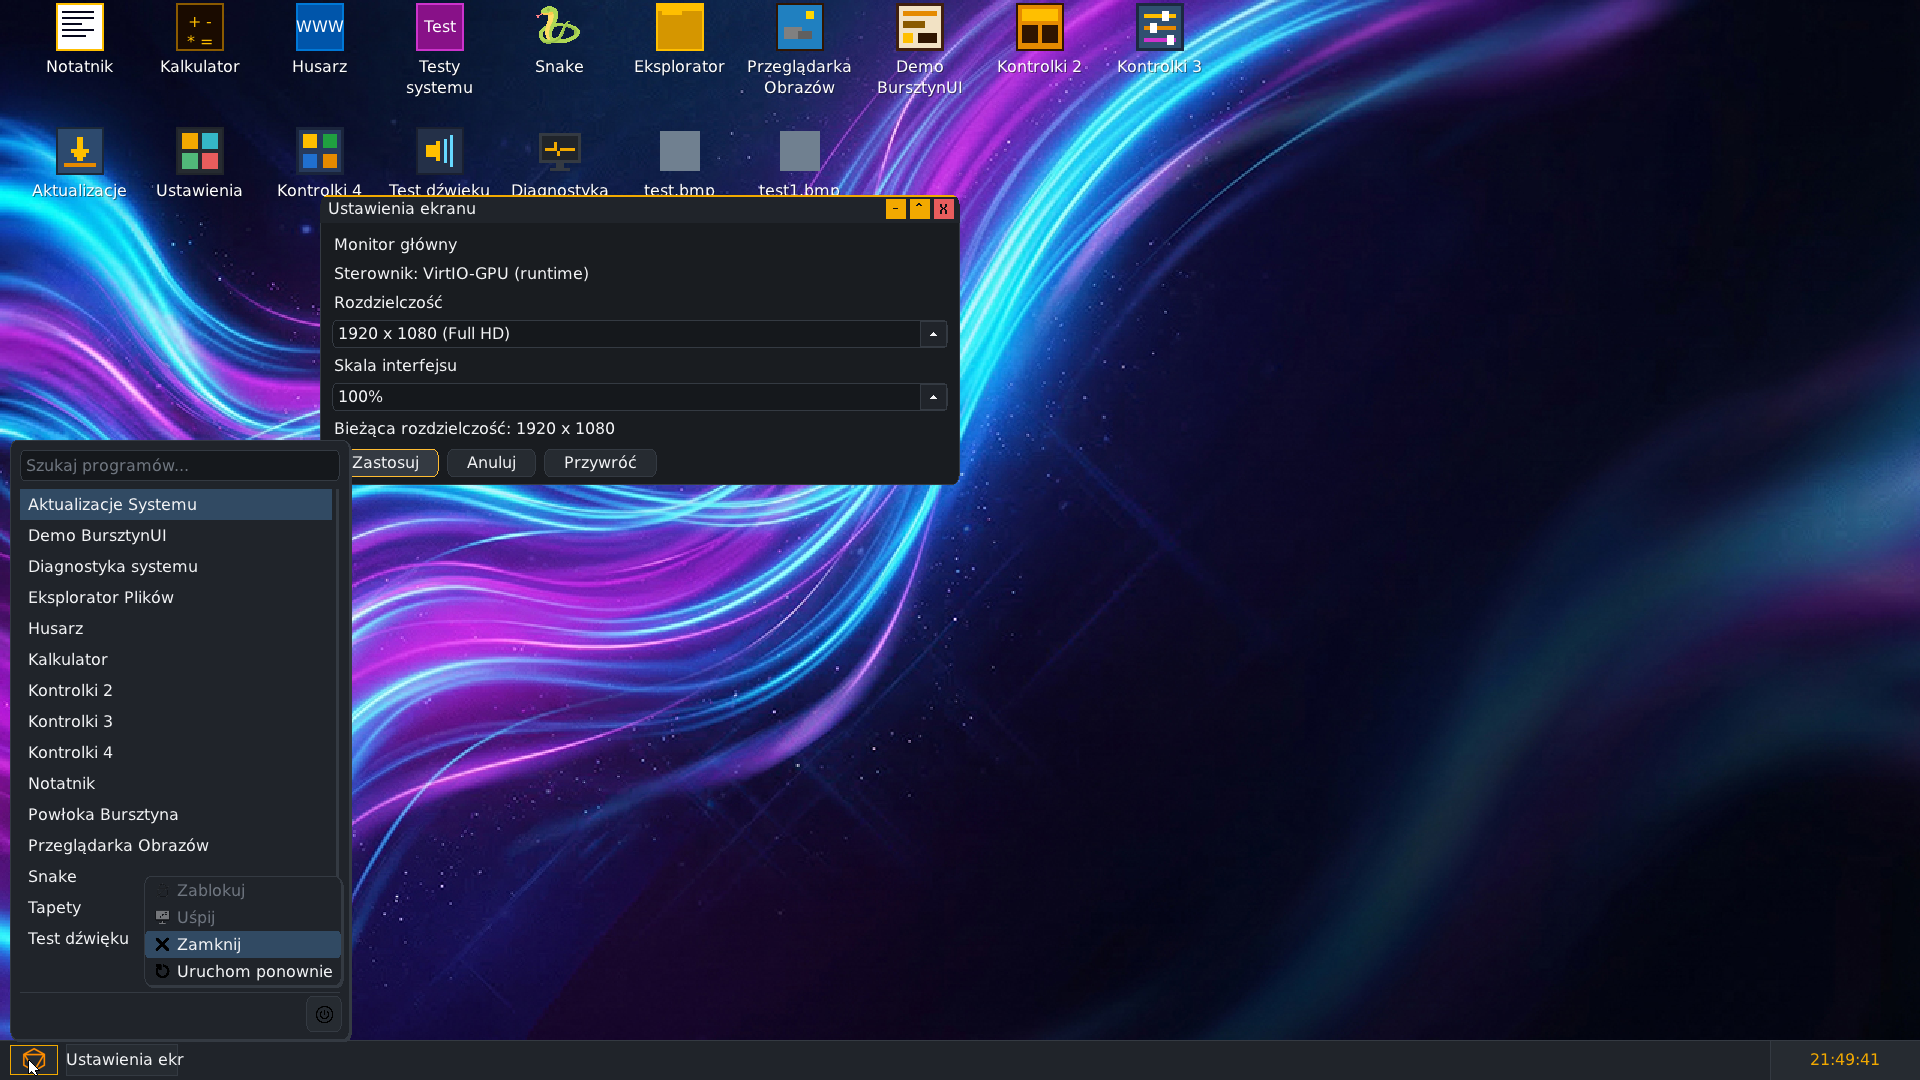 + -
* =
WWW
Test
Notatnik
Kalkulator
Husarz
Testy
systemu
Snake
Eksplorator
Przeglądarka
Obrazów
Demo
BursztynUI
Kontrolki 2
Kontrolki 3
Aktualizacje
Ustawienia
Kontrolki 4
Test dźwięku
Diagnostyka
test.bmp
test1.bmp
Ustawienia ekranu
- ^ X
Monitor główny
Sterownik: VirtIO-GPU (runtime)
Rozdzielczość
1920 x 1080 (Full HD)
Skala interfejsu
100%
Bieżąca rozdzielczość: 1920 x 1080
Zastosuj
Anuluj
Przywróć
Szukaj programów...
Aktualizacje Systemu
Demo BursztynUI
Diagnostyka systemu
Eksplorator Plików
Husarz
Kalkulator
Kontrolki 2
Kontrolki 3
Kontrolki 4
Notatnik
Powłoka Bursztyna
Przeglądarka Obrazów
Snake
Tapety
Test dźwięku
Zablokuj
Uśpij
Zamknij
Uruchom ponownie
Ustawienia ekr
21:49:41